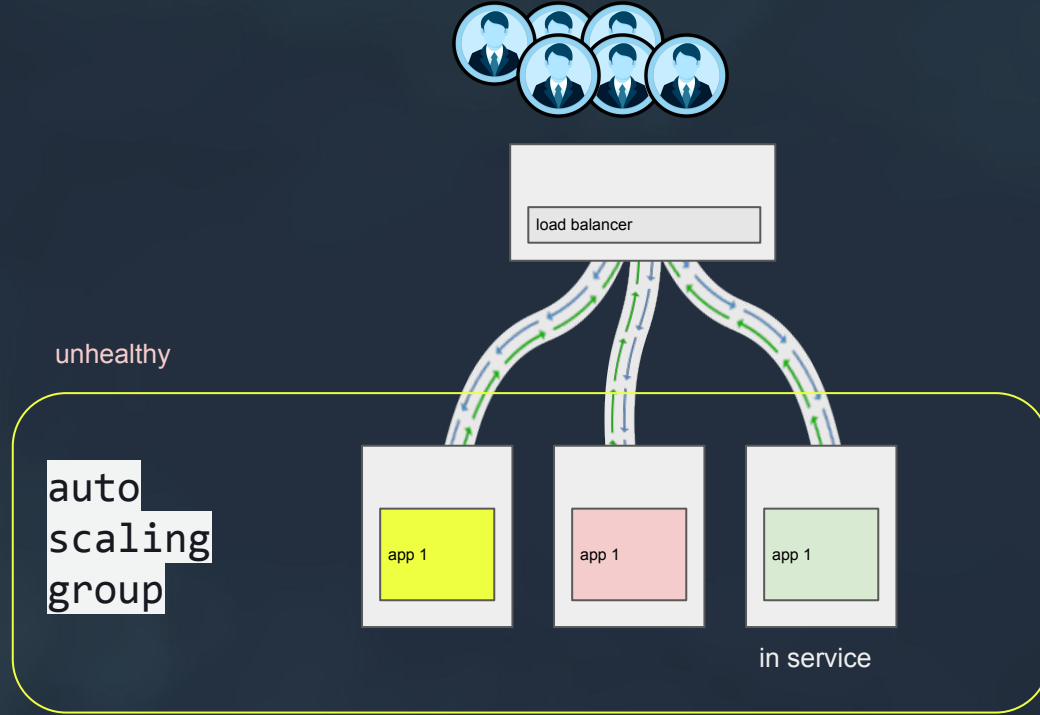 load balancer
unhealthy
auto
scaling
group
app 1
app 1
app 1
in service